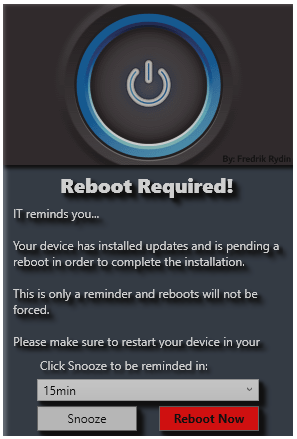 By: Fredrik Rydin
Reboot Required!
IT reminds you...
Your device has installed updates and is pending a
reboot in order to complete the installation.
This is only a reminder and reboots will not be
forced.
Please make sure to restart your device in your
Click Snooze to be reminded in:
15min
Snooze
Reboot Now